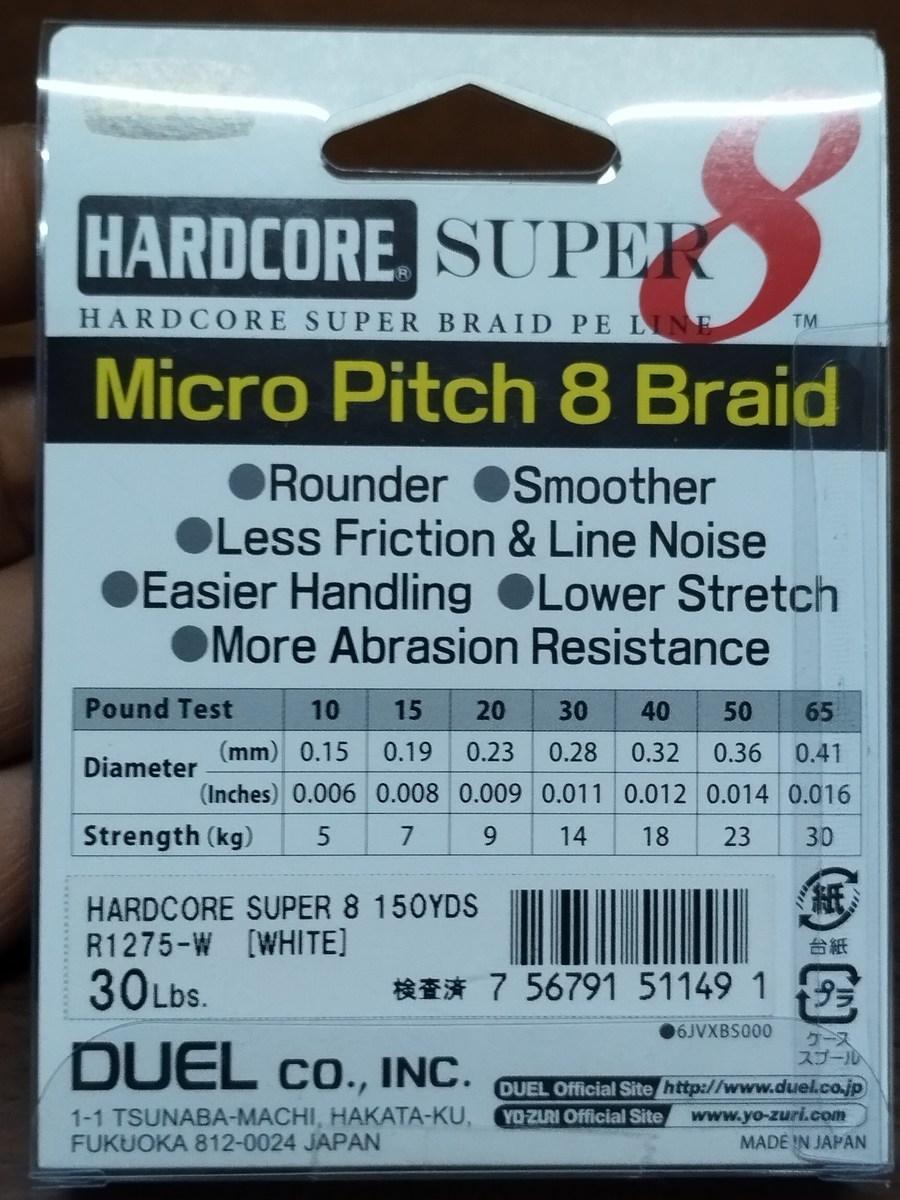 HARDCORE® SUPER 8
HARDCORE SUPER BRAID PE LINE ™
Micro Pitch 8 Braid
●Rounder ●Smoother
●Less Friction & Line Noise
●Easier Handling ●Lower Stretch
●More Abrasion Resistance
Pound Test 10 15 20 30 40 50 65
Diameter (mm) 0.15 0.19 0.23 0.28 0.32 0.36 0.41
(Inches) 0.006 0.008 0.009 0.011 0.012 0.014 0.016
Strength (kg) 5 7 9 14 18 23 30
HARDCORE SUPER 8 150YDS
R1275-W [WHITE]
30Lbs.
検査済 7 56791 51149 1
紙
台紙
プラ
ケース
スプール
●6JVXBS000
DUEL CO., INC.
1-1 TSUNABA-MACHI, HAKATA-KU,
FUKUOKA 812-0024 JAPAN
DUEL Official Site http://www.duel.co.jp
YO-ZURI Official Site www.yo-zuri.com
MADE IN JAPAN